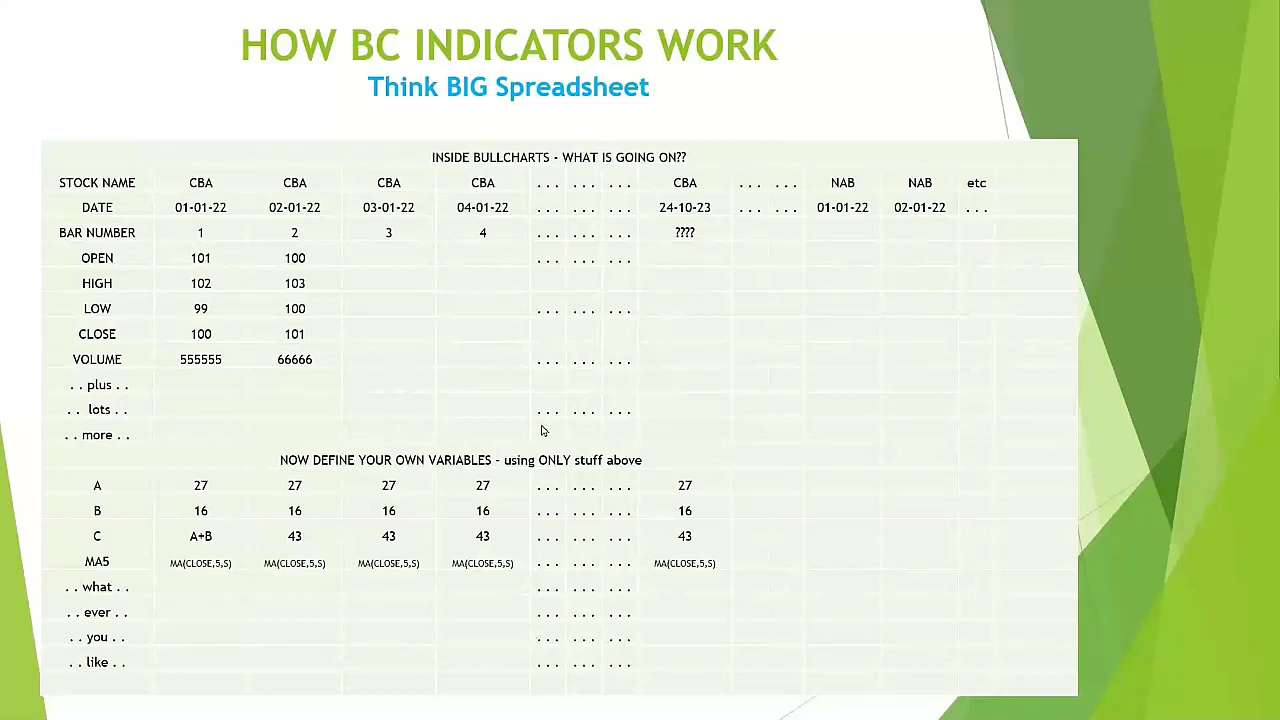 HOW BC INDICATORS WORK
Think BIG Spreadsheet
INSIDE BULLCHARTS - WHAT IS GOING ON??
STOCK NAME CBA CBA CBA CBA ... ... ... CBA ... ... NAB NAB etc
DATE 01-01-22 02-01-22 03-01-22 04-01-22 ... ... ... 24-10-23 ... ... 01-01-22 02-01-22 ...
BAR NUMBER 1 2 3 4 ... ... ... ????
OPEN 101 100 ... ... ...
HIGH 102 103
LOW 99 100 ... ... ...
CLOSE 100 101
VOLUME 555555 66666 ... ... ...
. . plus . .
. . lots . . ... ... ...
. . more . .
NOW DEFINE YOUR OWN VARIABLES - using ONLY stuff above
A 27 27 27 27 ... ... ... 27
B 16 16 16 16 ... ... ... 16
C A+B 43 43 43 ... ... ... 43
MA5 MA(CLOSE,5,S) MA(CLOSE,5,S) MA(CLOSE,5,S) MA(CLOSE,5,S) ... ... ... MA(CLOSE,5,S)
. . what . . ... ... ...
. . ever . . ... ... ...
. . you . . ... ... ...
. . like . . ... ... ...